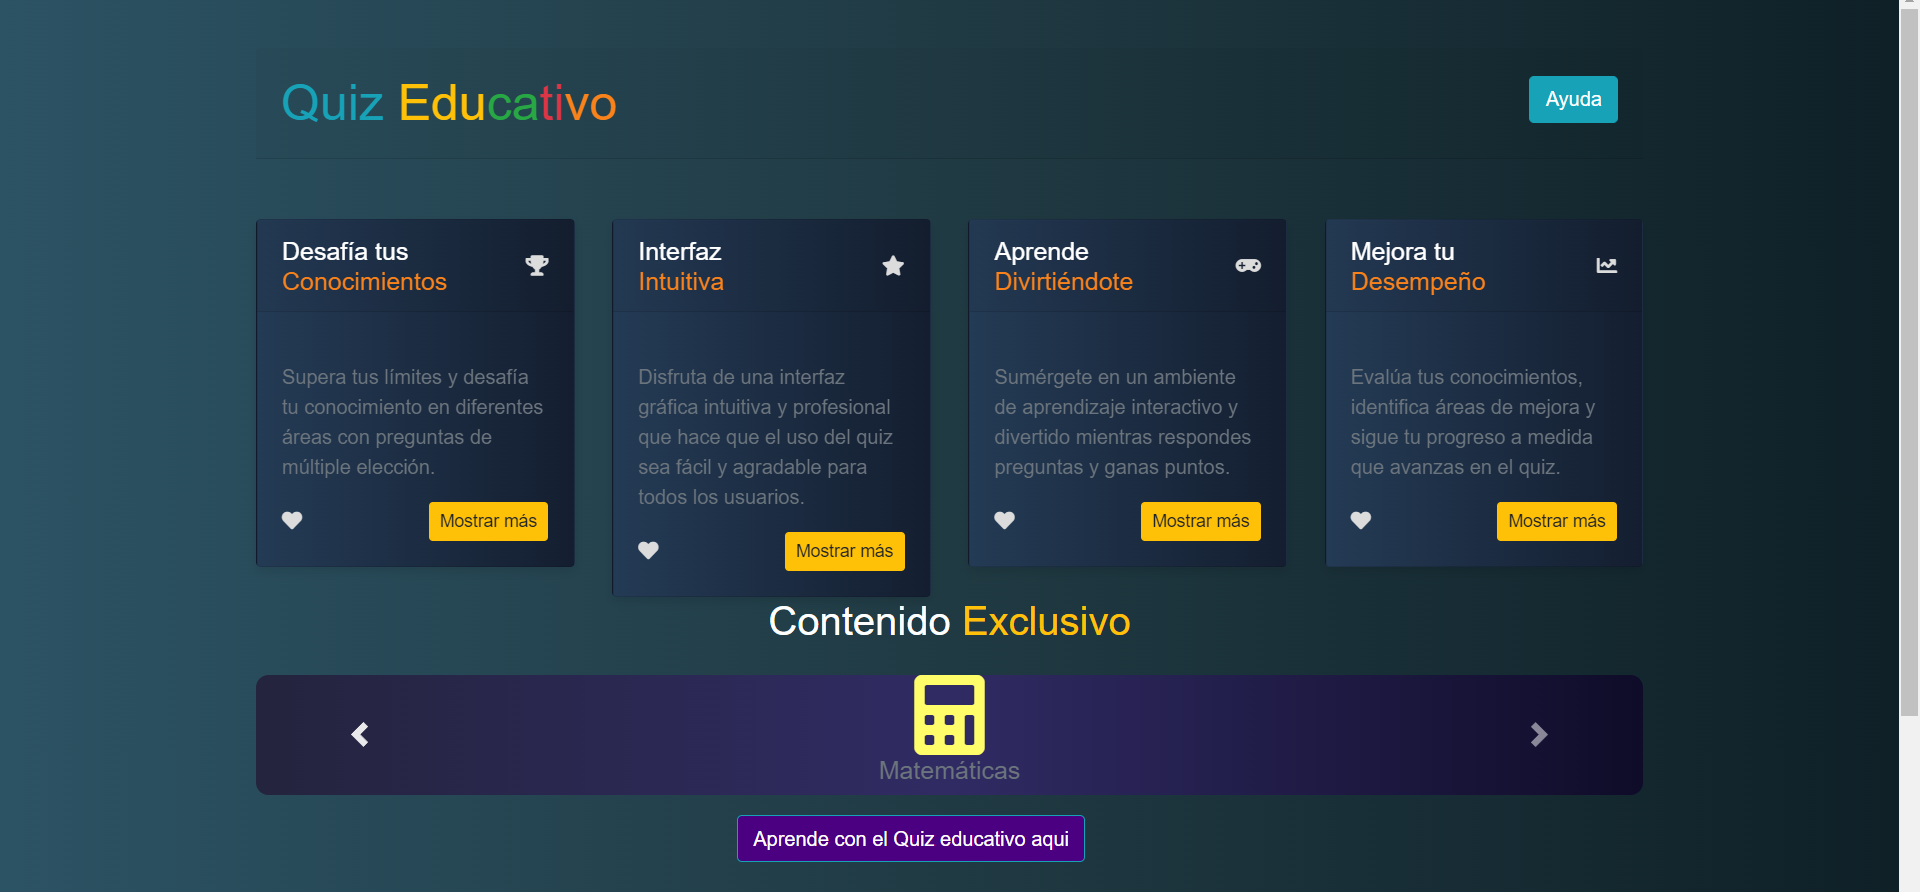 Quiz Educativo
Ayuda
Desafía tus
Conocimientos
Supera tus límites y desafía
tu conocimiento en diferentes
áreas con preguntas de
múltiple elección.
Mostrar más
Interfaz
Intuitiva
Disfruta de una interfaz
gráfica intuitiva y profesional
que hace que el uso del quiz
sea fácil y agradable para
todos los usuarios.
Mostrar más
Aprende
Divirtiéndote
Sumérgete en un ambiente
de aprendizaje interactivo y
divertido mientras respondes
preguntas y ganas puntos.
Mostrar más
Mejora tu
Desempeño
Evalúa tus conocimientos,
identifica áreas de mejora y
sigue tu progreso a medida
que avanzas en el quiz.
Mostrar más
Contenido Exclusivo
Matemáticas
Aprende con el Quiz educativo aqui